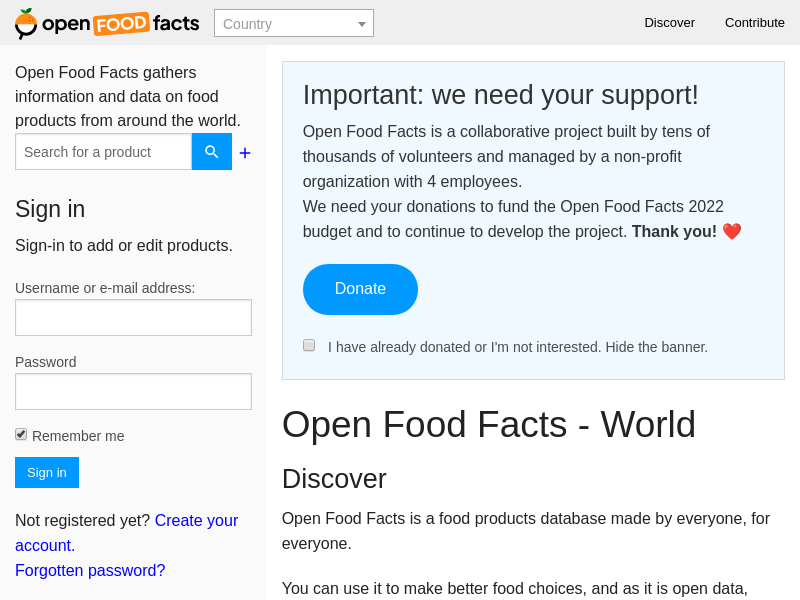 open FOOD facts
Country
Discover
Contribute
Open Food Facts gathers
information and data on food
products from around the world.
Search for a product
+
Sign in
Sign-in to add or edit products.
Username or e-mail address:
Password
Remember me
Sign in
Not registered yet? Create your
account.
Forgotten password?
Important: we need your support!
Open Food Facts is a collaborative project built by tens of
thousands of volunteers and managed by a non-profit
organization with 4 employees.
We need your donations to fund the Open Food Facts 2022
budget and to continue to develop the project. Thank you! ❤️
Donate
I have already donated or I'm not interested. Hide the banner.
Open Food Facts - World
Discover
Open Food Facts is a food products database made by everyone, for
everyone.
You can use it to make better food choices, and as it is open data,